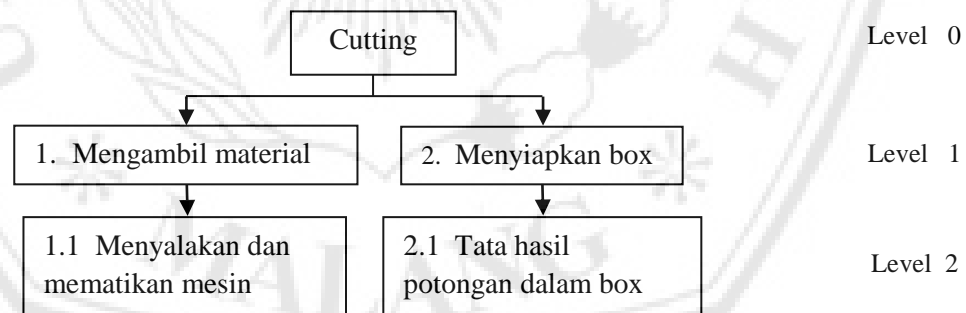 Cutting
Level 0
1. Mengambil material
2. Menyiapkan box
Level 1
1.1 Menyalakan dan
mematikan mesin
2.1 Tata hasil
potongan dalam box
Level 2
MALANG
H